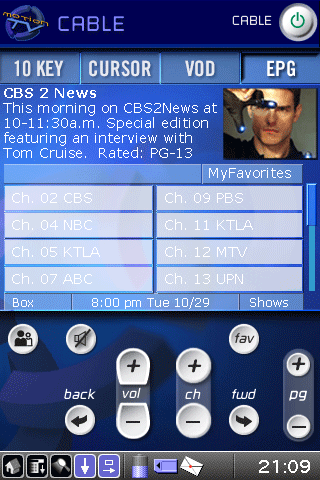 motion
CABLE
CABLE
10 KEY
CURSOR
VOD
EPG
CBS 2 News
This morning on CBS2News at
10-11:30a.m. Special edition
featuring an interview with
Tom Cruise. Rated: PG-13
MyFavorites
Ch. 02 CBS
Ch. 09 PBS
Ch. 04 NBC
Ch. 11 KTLA
Ch. 05 KTLA
Ch. 12 MTV
Ch. 07 ABC
Ch. 13 UPN
Box
8:00 pm Tue 10/29
Shows
fav
back
vol
ch
fwd
pg
21:09